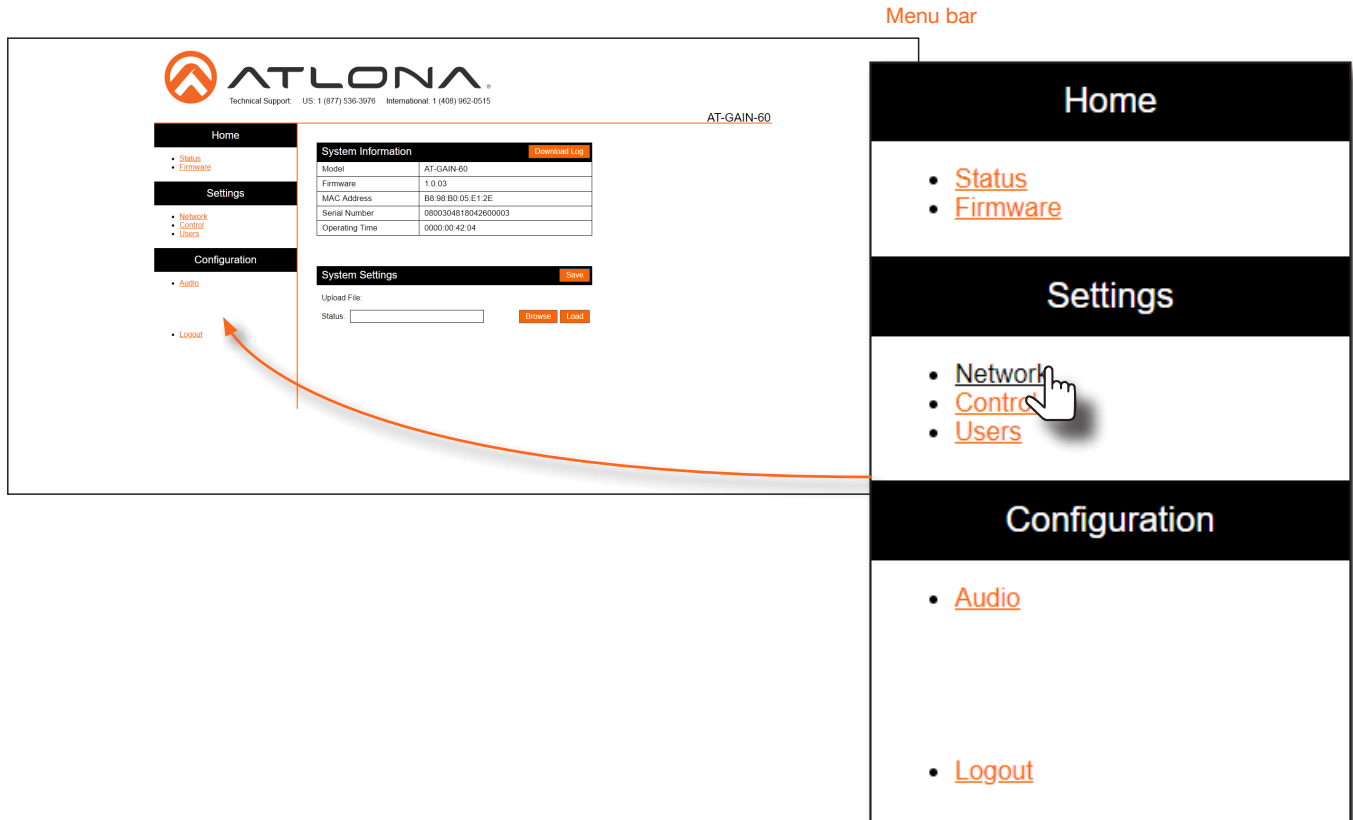 Menu bar
ATLONA®
Technical Support: US: 1 (877) 536-3976 International: 1 (408) 962-0515
AT-GAIN-60
Home
• Status
• Firmware
Settings
• Network
• Control
• Users
Configuration
• Audio
• Logout
System Information Download Log
Model AT-GAIN-60
Firmware 1.0.03
MAC Address B8:98:B0:05:E1:2E
Serial Number 0800304818042600003
Operating Time 0000:00:42:04
System Settings Save
Upload File:
Status: Browse Load
Home
• Status
• Firmware
Settings
• Network
• Control
• Users
Configuration
• Audio
• Logout